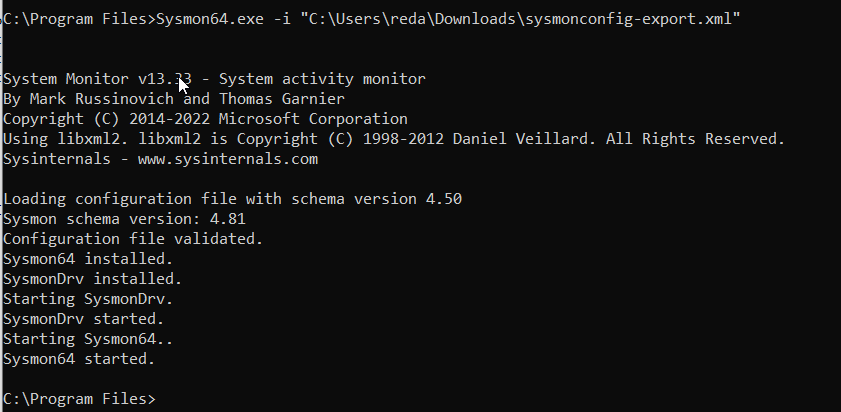 C:\Program Files>Sysmon64.exe -i "C:\Users\reda\Downloads\sysmonconfig-export.xml"
System Monitor v13.33 - System activity monitor
By Mark Russinovich and Thomas Garnier
Copyright (C) 2014-2022 Microsoft Corporation
Using libxml2. libxml2 is Copyright (C) 1998-2012 Daniel Veillard. All Rights Reserved.
Sysinternals - www.sysinternals.com
Loading configuration file with schema version 4.50
Sysmon schema version: 4.81
Configuration file validated.
Sysmon64 installed.
SysmonDrv installed.
Starting SysmonDrv.
SysmonDrv started.
Starting Sysmon64..
Sysmon64 started.
C:\Program Files>